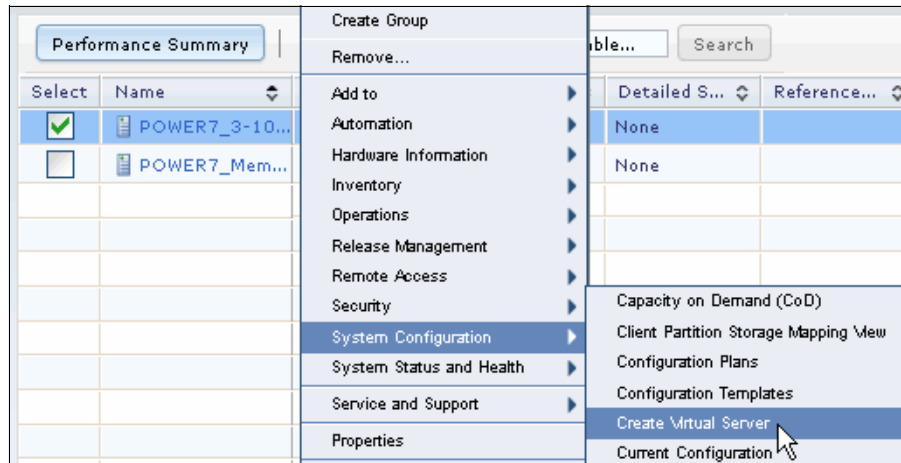 Performance Summary
ble...
Search
Select
Name
Detailed S...
Reference...
POWER7_3-10...
None
POWER7_Mem...
None
Create Group
Remove...
Add to
Automation
Hardware Information
Inventory
Operations
Release Management
Remote Access
Security
System Configuration
System Status and Health
Service and Support
Properties
Capacity on Demand (CoD)
Client Partition Storage Mapping View
Configuration Plans
Configuration Templates
Create Virtual Server
Current Configuration